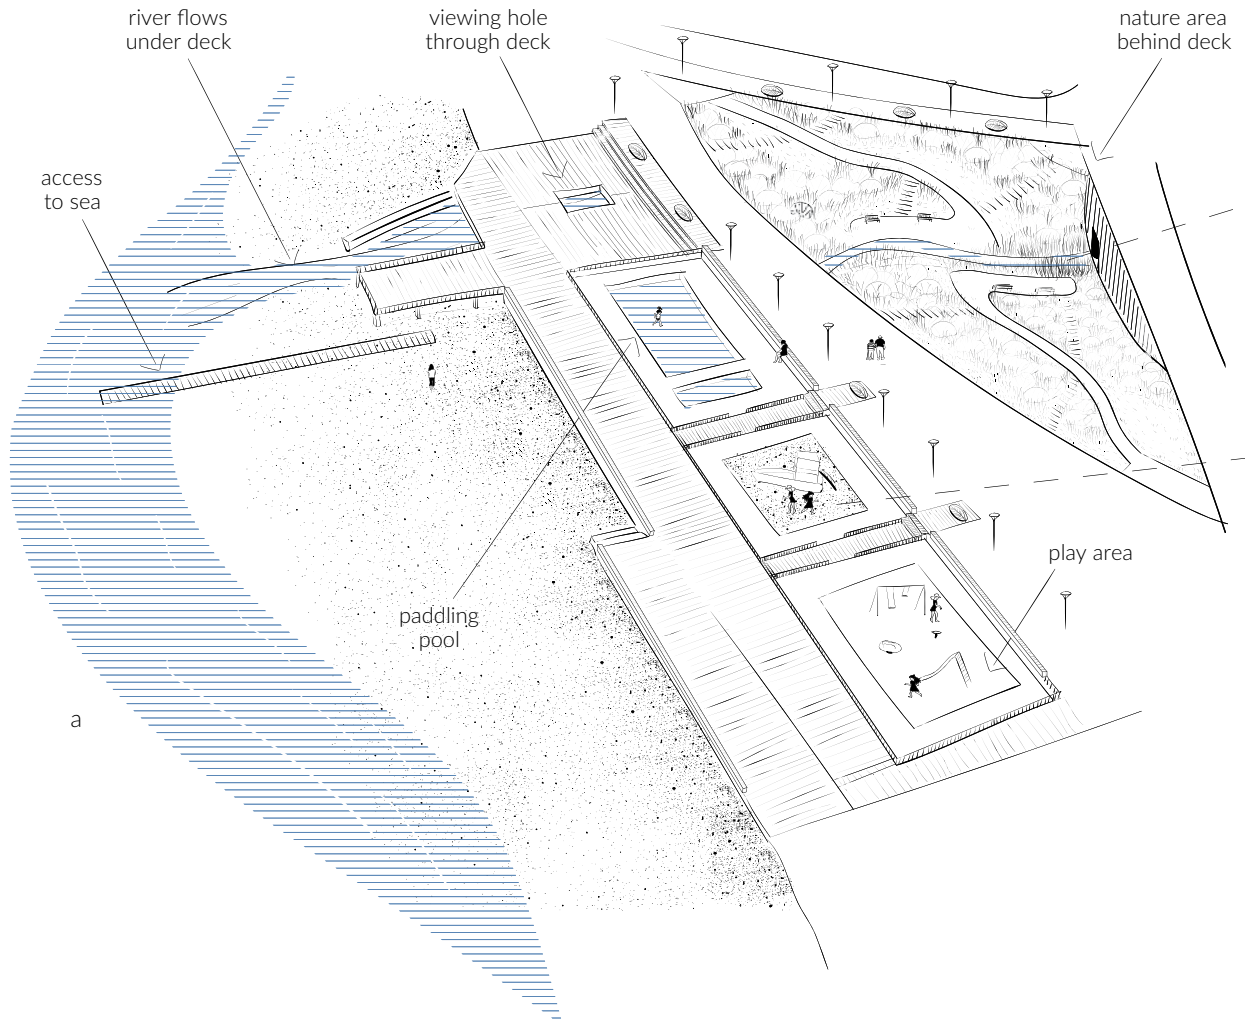 river flows
under deck
viewing hole
through deck
nature area
behind deck
access
to sea
play area
paddling
pool
a